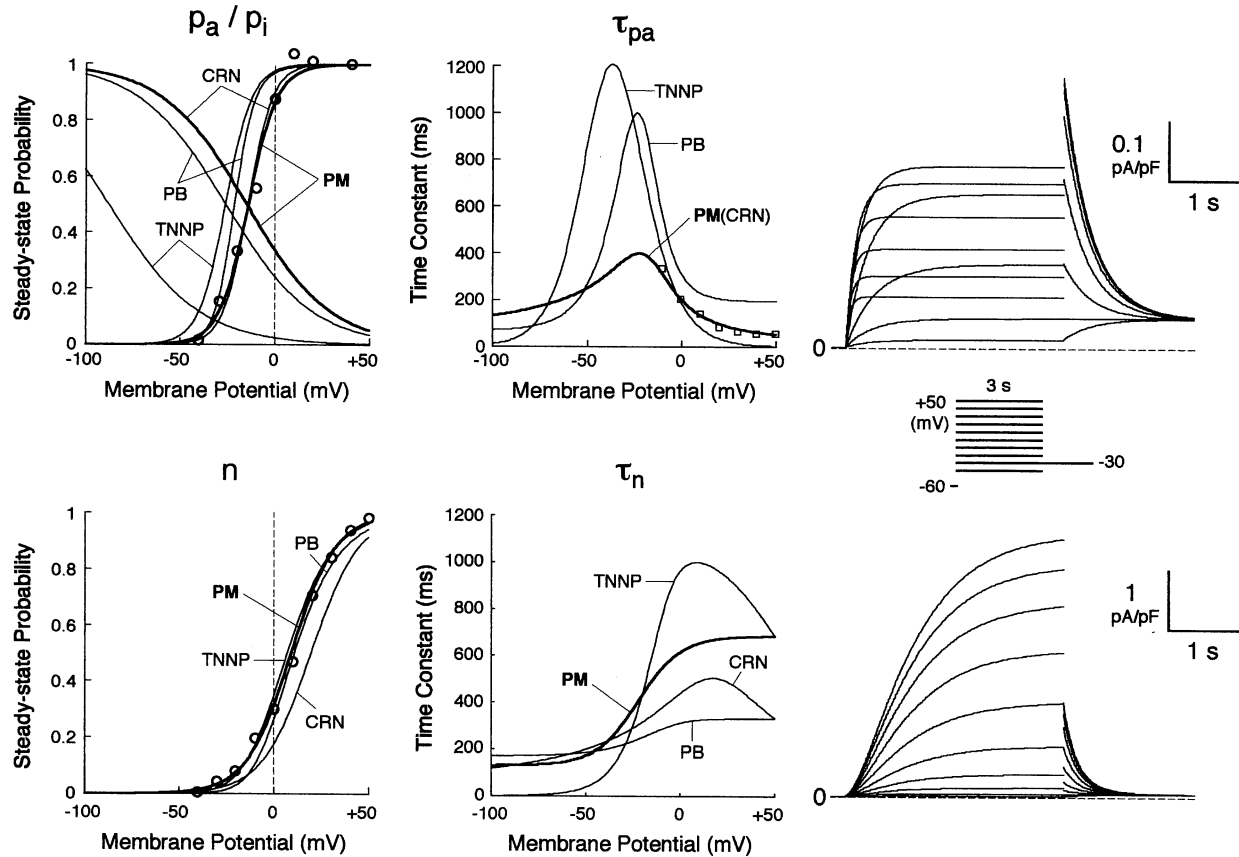 p_a / p_i
Steady-state Probability
1
0.8
0.6
0.4
0.2
0
-100
-50
0
+50
Membrane Potential (mV)
CRN
PB
PM
TNNP
τ_pa
Time Constant (ms)
1200
1000
800
600
400
200
0
-100
-50
0
+50
Membrane Potential (mV)
TNNP
PB
PM(CRN)
0
0.1
pA/pF
1 s
3 s
+50
(mV)
-30
-60
n
Steady-state Probability
1
0.8
0.6
0.4
0.2
0
-100
-50
0
+50
Membrane Potential (mV)
PB
PM
TNNP
CRN
τ_n
Time Constant (ms)
1200
1000
800
600
400
200
0
-100
-50
0
+50
Membrane Potential (mV)
TNNP
PM
CRN
PB
0
1
pA/pF
1 s